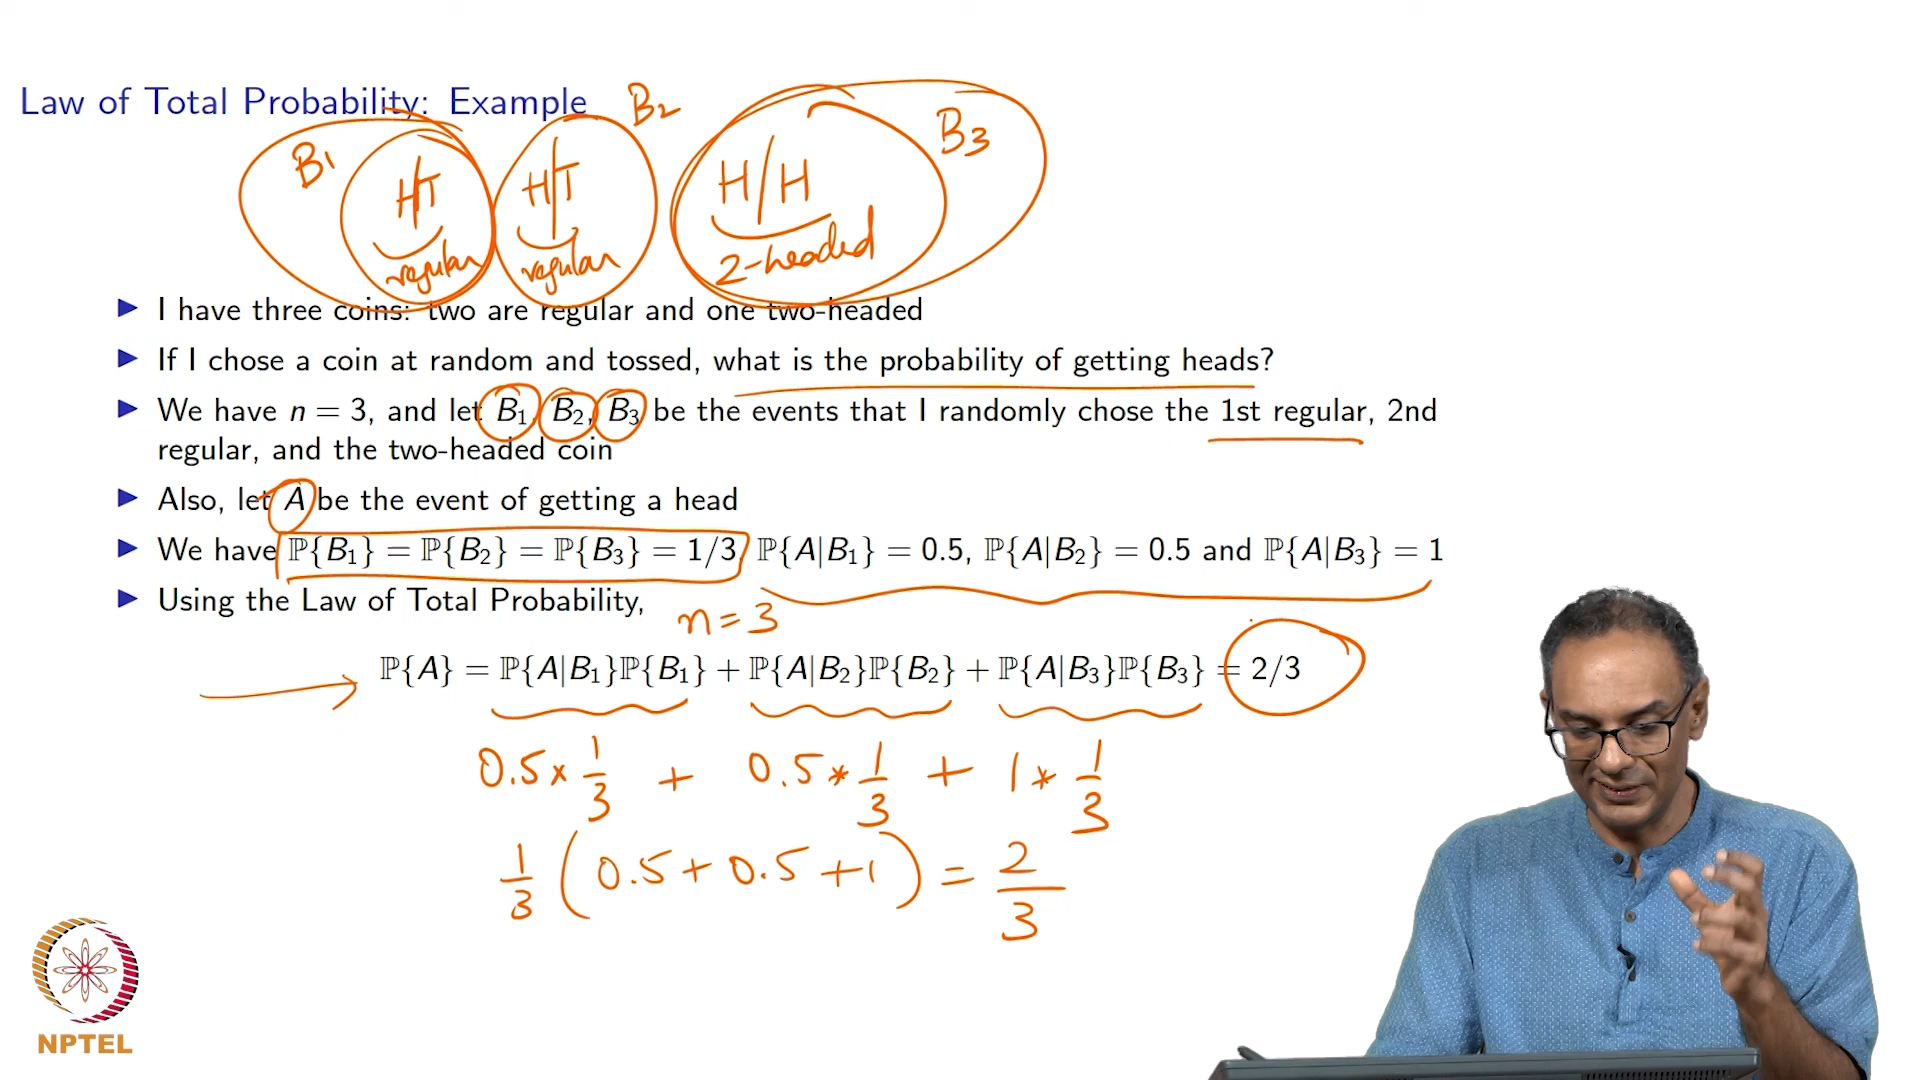 Law of Total Probability: Example
B1 B2 B3
H/T H/T H/H
regular regular 2-headed
I have three coins: two are regular and one two-headed
If I chose a coin at random and tossed, what is the probability of getting heads?
We have n = 3, and let B₁, B₂, B₃ be the events that I randomly chose the 1st regular, 2nd
regular, and the two-headed coin
Also, let A be the event of getting a head
We have ℙ{B₁} = ℙ{B₂} = ℙ{B₃} = 1/3, ℙ{A|B₁} = 0.5, ℙ{A|B₂} = 0.5 and ℙ{A|B₃} = 1
Using the Law of Total Probability,
n = 3
ℙ{A} = ℙ{A|B₁}ℙ{B₁} + ℙ{A|B₂}ℙ{B₂} + ℙ{A|B₃}ℙ{B₃} = 2/3
0.5 × 1/3 + 0.5 * 1/3 + 1 * 1/3
1/3 (0.5 + 0.5 + 1) = 2/3
NPTEL